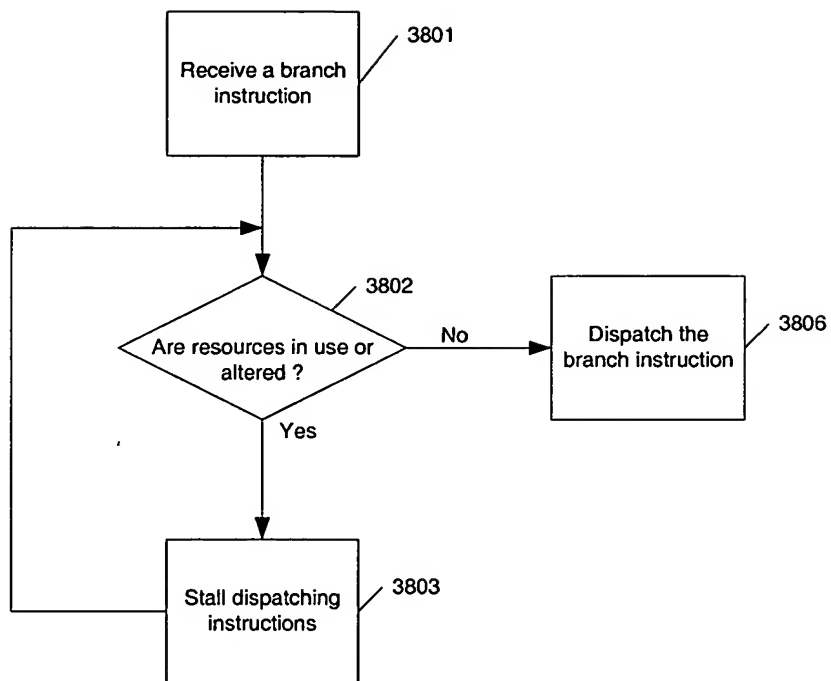 3801
Receive a branch
instruction
3802
Are resources in use or
altered ?
No
Dispatch the
branch instruction
3806
Yes
Stall dispatching
instructions
3803